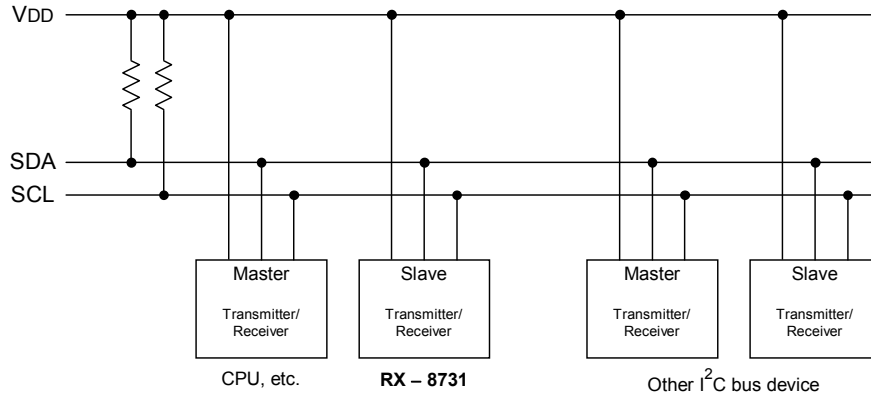 VDD
SDA
SCL
Master
Transmitter/
Receiver
CPU, etc.
Slave
Transmitter/
Receiver
RX – 8731
Master
Transmitter/
Receiver
Slave
Transmitter/
Receiver
Other I2C bus device